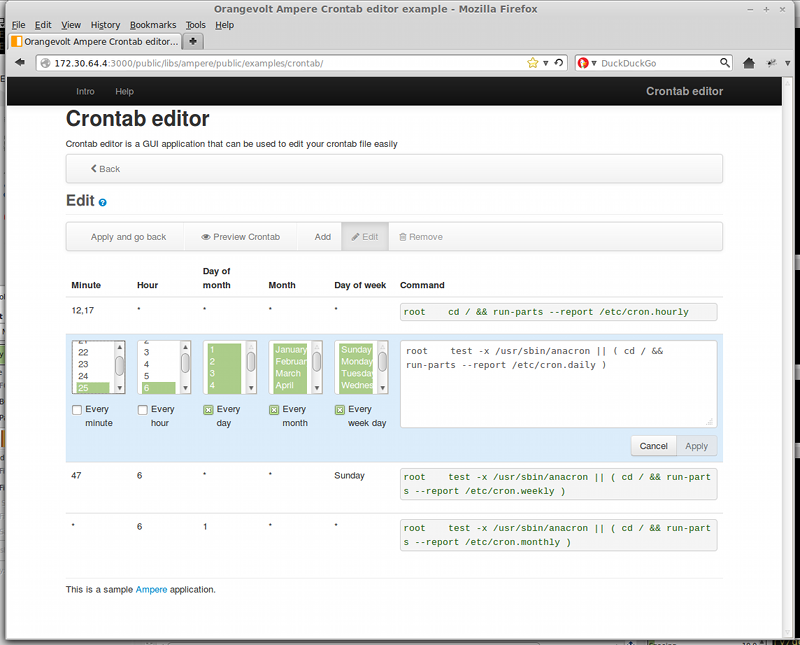 Orangevolt Ampere Crontab editor example - Mozilla Firefox
File Edit View History Bookmarks Tools Help
Orangevolt Ampere Crontab editor...
172.30.64.4:3000/public/libs/ampere/public/examples/crontab/
DuckDuckGo
Intro Help Crontab editor
Crontab editor
Crontab editor is a GUI application that can be used to edit your crontab file easily
Back
Edit
Apply and go back Preview Crontab Add Edit Remove
Minute Hour Day of month Month Day of week Command
12,17 * * * * root cd / && run-parts --report /etc/cron.hourly
22 3 1 January Sunday root test -x /usr/sbin/anacron || ( cd / &&
23 4 2 Februar Monday run-parts --report /etc/cron.daily )
24 5 3 March Tuesday
25 6 4 April Wednes
Every minute Every hour Every day Every month Every week day
Cancel Apply
47 6 * * Sunday root test -x /usr/sbin/anacron || ( cd / && run-part
s --report /etc/cron.weekly )
* 6 1 * * root test -x /usr/sbin/anacron || ( cd / && run-part
s --report /etc/cron.monthly )
This is a sample Ampere application.